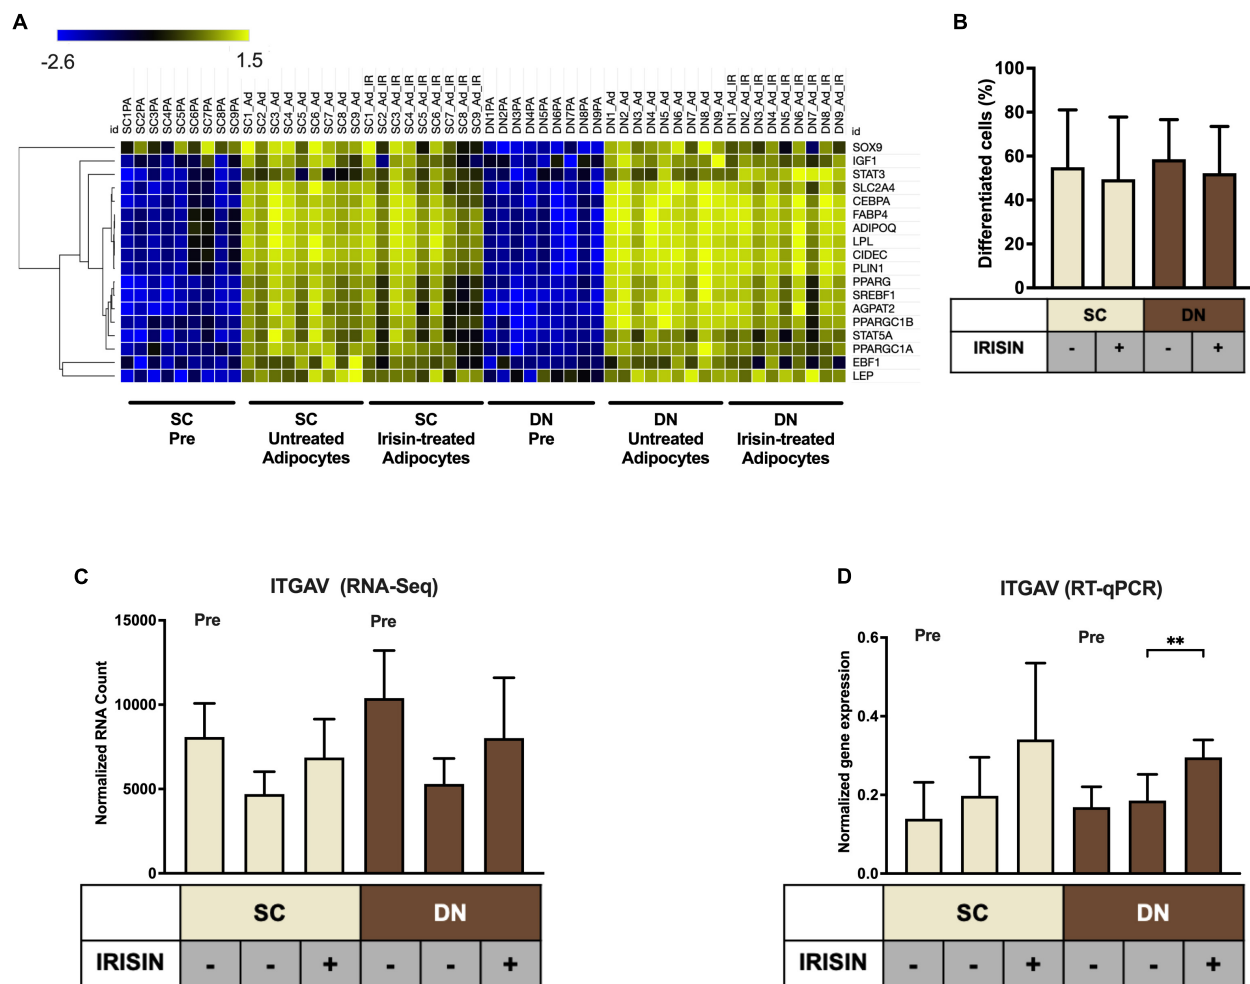 A
-2.6 1.5
id SC1PA SC2PA SC3PA SC4PA SC5PA SC6PA SC7PA SC8PA SC9PA SC1_Ad SC2_Ad SC3_Ad SC4_Ad SC5_Ad SC6_Ad SC7_Ad SC8_Ad SC9_Ad SC1_Ad_IR SC2_Ad_IR SC3_Ad_IR SC4_Ad_IR SC5_Ad_IR SC6_Ad_IR SC7_Ad_IR SC8_Ad_IR SC9_Ad_IR DN1PA DN2PA DN3PA DN4PA DN5PA DN6PA DN7PA DN8PA DN9PA DN1_Ad DN2_Ad DN3_Ad DN4_Ad DN5_Ad DN6_Ad DN7_Ad DN8_Ad DN9_Ad DN1_Ad_IR DN2_Ad_IR DN3_Ad_IR DN4_Ad_IR DN5_Ad_IR DN6_Ad_IR DN7_Ad_IR DN8_Ad_IR DN9_Ad_IR id
SOX9
IGF1
STAT3
SLC2A4
CEBPA
FABP4
ADIPOQ
LPL
CIDEC
PLIN1
PPARG
SREBF1
AGPAT2
PPARGC1B
STAT5A
PPARGC1A
EBF1
LEP
SC
Pre
SC
Untreated
Adipocytes
SC
Irisin-treated
Adipocytes
DN
Pre
DN
Untreated
Adipocytes
DN
Irisin-treated
Adipocytes
B
Differentiated cells (%)
100
80
60
40
20
0
SC DN
IRISIN - + - +
C
ITGAV (RNA-Seq)
Normalized RNA Count
15000
10000
5000
0
Pre Pre
SC DN
IRISIN - - + - - +
D
ITGAV (RT-qPCR)
Normalized gene expression
0.6
0.4
0.2
0.0
Pre Pre **
SC DN
IRISIN - - + - - +